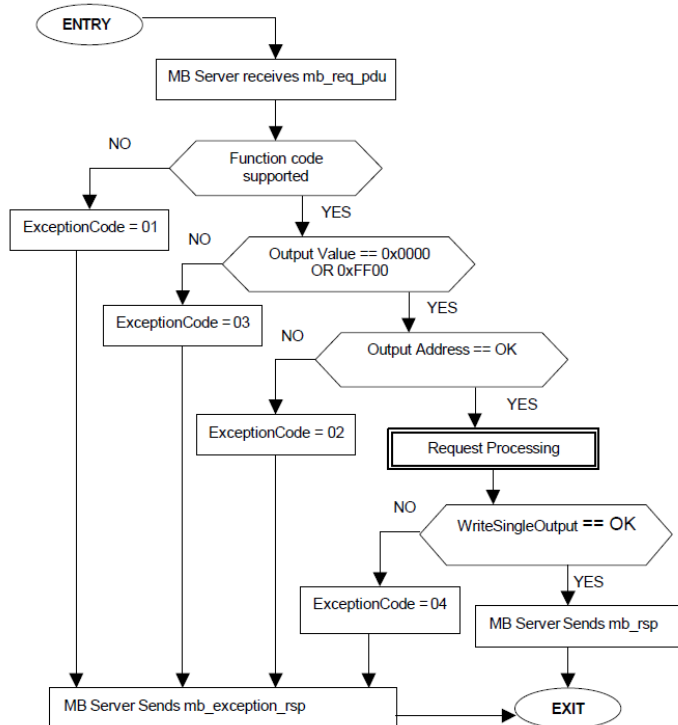 ENTRY
MB Server receives mb_req_pdu
NO
Function code
supported
YES
ExceptionCode = 01
NO
Output Value == 0x0000
OR 0xFF00
YES
ExceptionCode = 03
NO
Output Address == OK
YES
ExceptionCode = 02
Request Processing
NO
WriteSingleOutput == OK
YES
ExceptionCode = 04
MB Server Sends mb_rsp
MB Server Sends mb_exception_rsp
EXIT